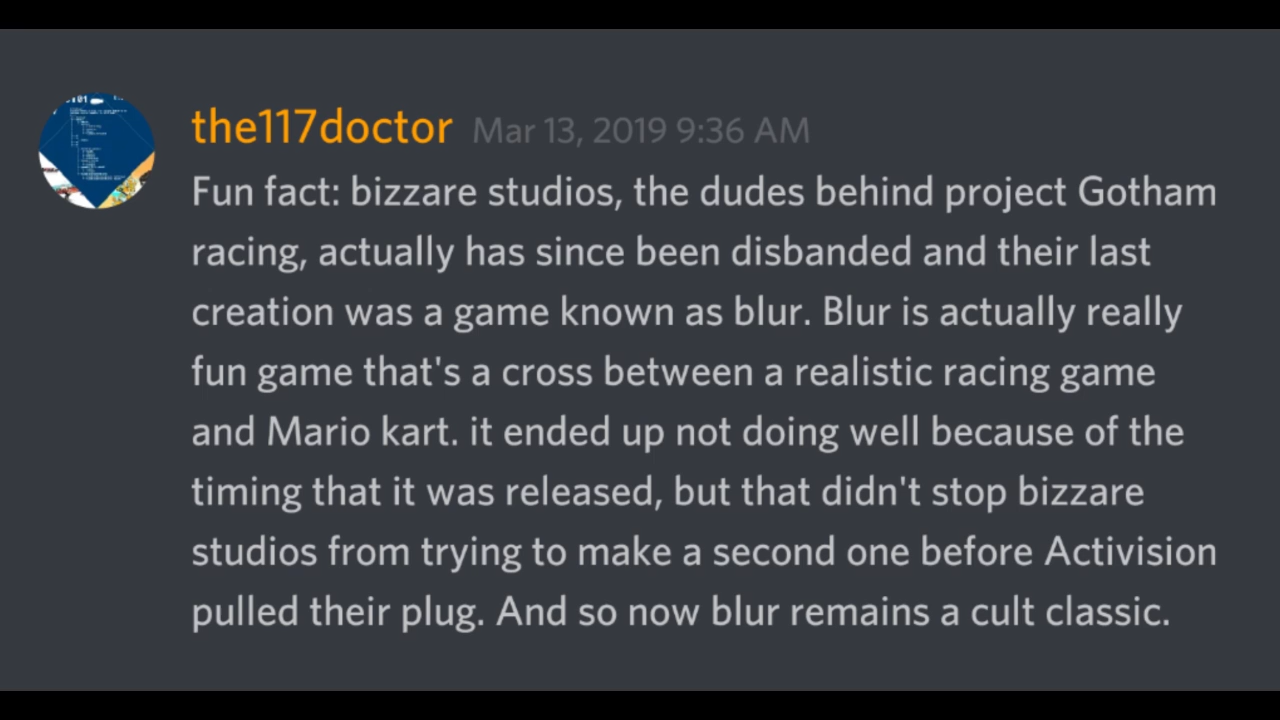 the117doctor Mar 13, 2019 9:36 AM
Fun fact: bizzare studios, the dudes behind project Gotham
racing, actually has since been disbanded and their last
creation was a game known as blur. Blur is actually really
fun game that's a cross between a realistic racing game
and Mario kart. it ended up not doing well because of the
timing that it was released, but that didn't stop bizzare
studios from trying to make a second one before Activision
pulled their plug. And so now blur remains a cult classic.